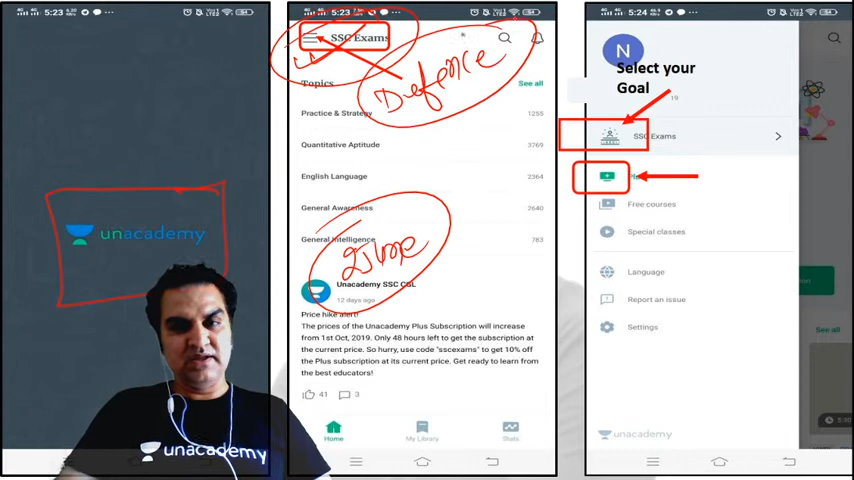 5:23
unacademy
unacademy
5:23
SSC Exams
Defence
Topics
See all
Practice & Strategy
1255
Quantitative Aptitude
3769
English Language
2364
General Awareness
2640
General Intelligence
783
Unacademy SSC CGL
12 days ago
Price hike alert!
The prices of the Unacademy Plus Subscription will increase
from 1st Oct, 2019. Only 48 hours left to get the subscription at
the current price. So hurry, use code "sscexams" to get 10% off
the Plus subscription at its current price. Get ready to learn from
the best educators!
41
3
Home
My Library
Stats
5:24
N
Select your
Goal
19
SSC Exams
Free courses
Special classes
Language
Report an issue
Settings
unacademy
See all
5:30